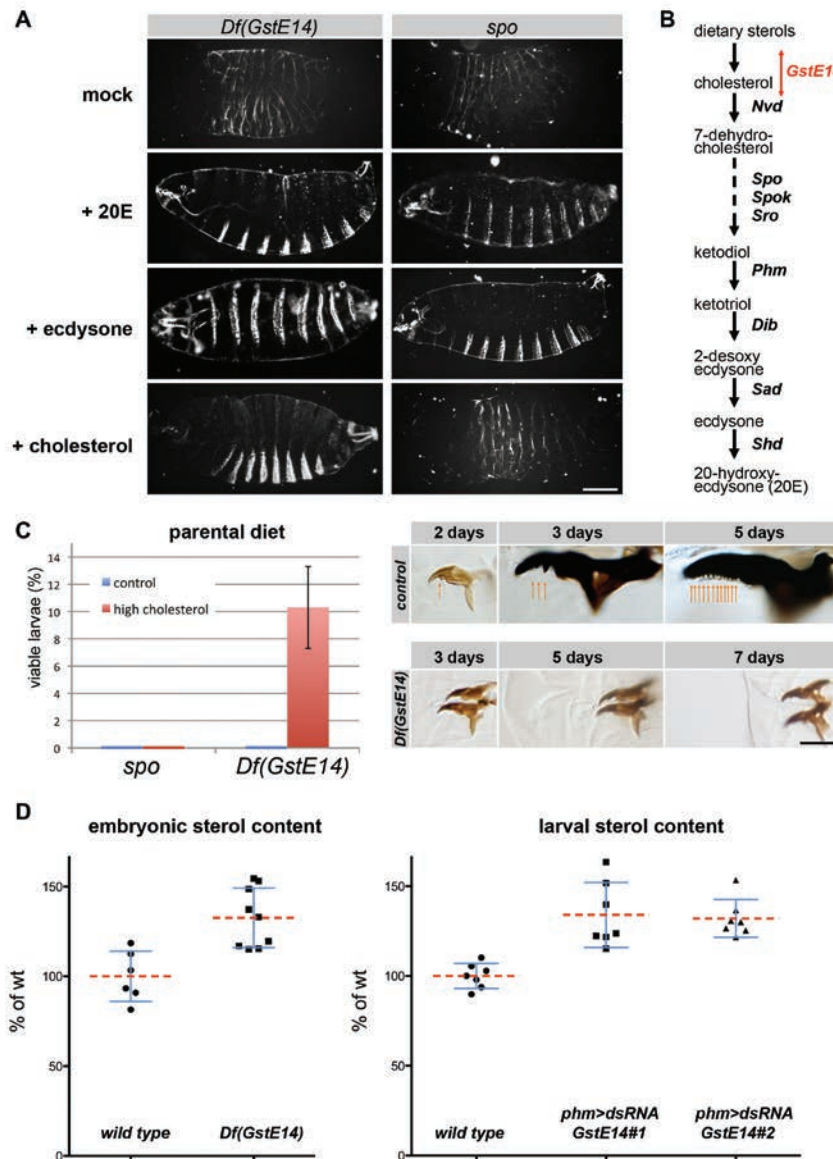 A
Df(GstE14)
spo
mock
+ 20E
+ ecdysone
+ cholesterol
B
dietary sterols
cholesterol
GstE1
Nvd
7-dehydro-
cholesterol
Spo
Spok
Sro
ketodiol
Phm
ketotriol
Dib
2-desoxy
ecdysone
Sad
ecdysone
Shd
20-hydroxy-
ecdysone (20E)
C
parental diet
viable larvae (%)
14
12
10
8
6
4
2
0
control
high cholesterol
spo
Df(GstE14)
2 days
3 days
5 days
control
3 days
5 days
7 days
Df(GstE14)
D
embryonic sterol content
% of wt
150
100
50
0
wild type
Df(GstE14)
larval sterol content
% of wt
150
100
50
0
wild type
phm>dsRNA
GstE14#1
phm>dsRNA
GstE14#2